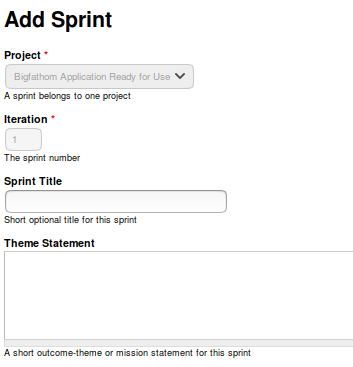 Add Sprint
Project *
Bigfathom Application Ready for Use
A sprint belongs to one project
Iteration *
1
The sprint number
Sprint Title
Short optional title for this sprint
Theme Statement
A short outcome-theme or mission statement for this sprint